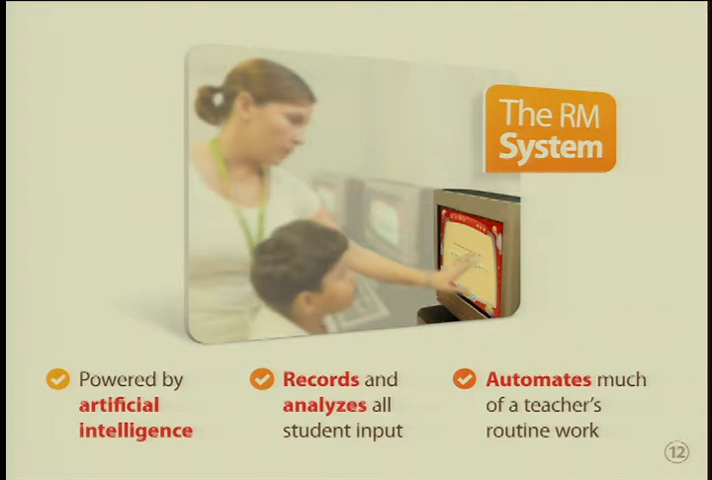 The RM
System
Powered by
artificial
intelligence
Records and
analyzes all
student input
Automates much
of a teacher's
routine work
12